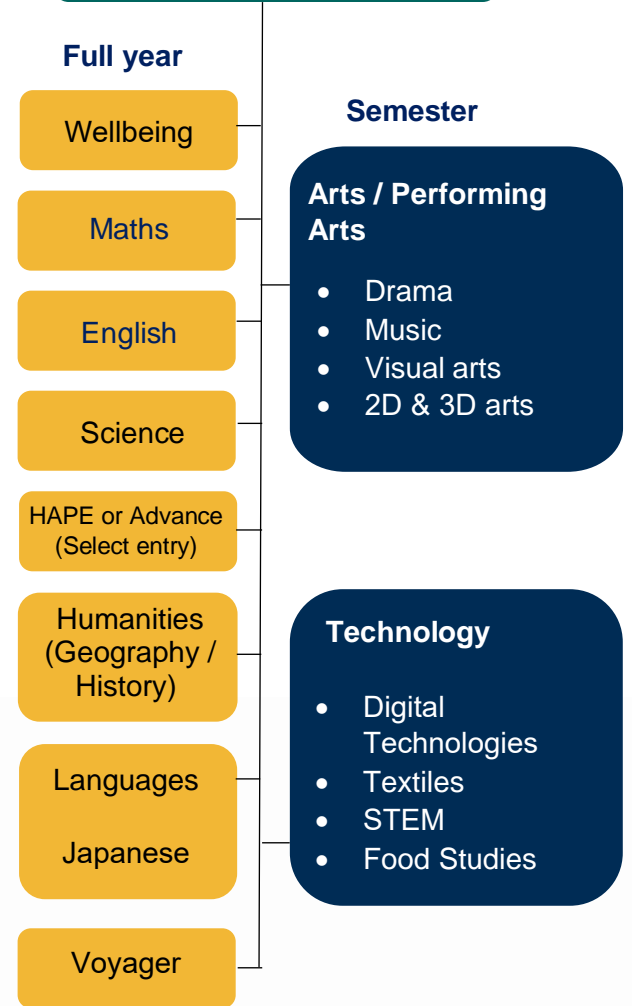 Full year
Wellbeing
Maths
English
Science
HAPE or Advance
(Select entry)
Humanities
(Geography /
History)
Languages
Japanese
Voyager
Semester
Arts / Performing
Arts
• Drama
• Music
• Visual arts
• 2D & 3D arts
Technology
• Digital
Technologies
• Textiles
• STEM
• Food Studies